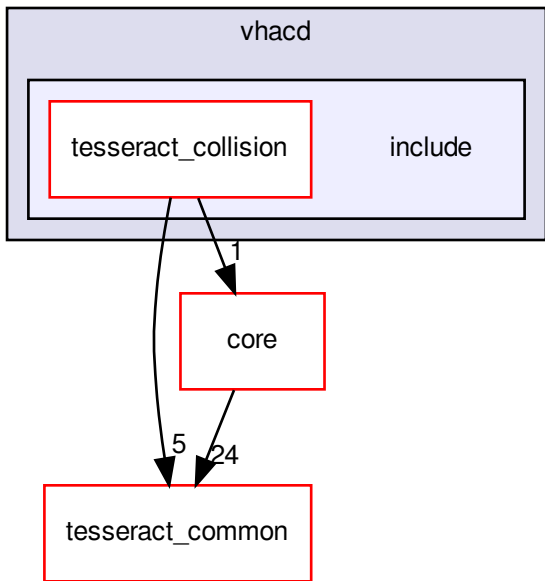 vhacd
tesseract_collision
include
1
core
5
24
tesseract_common